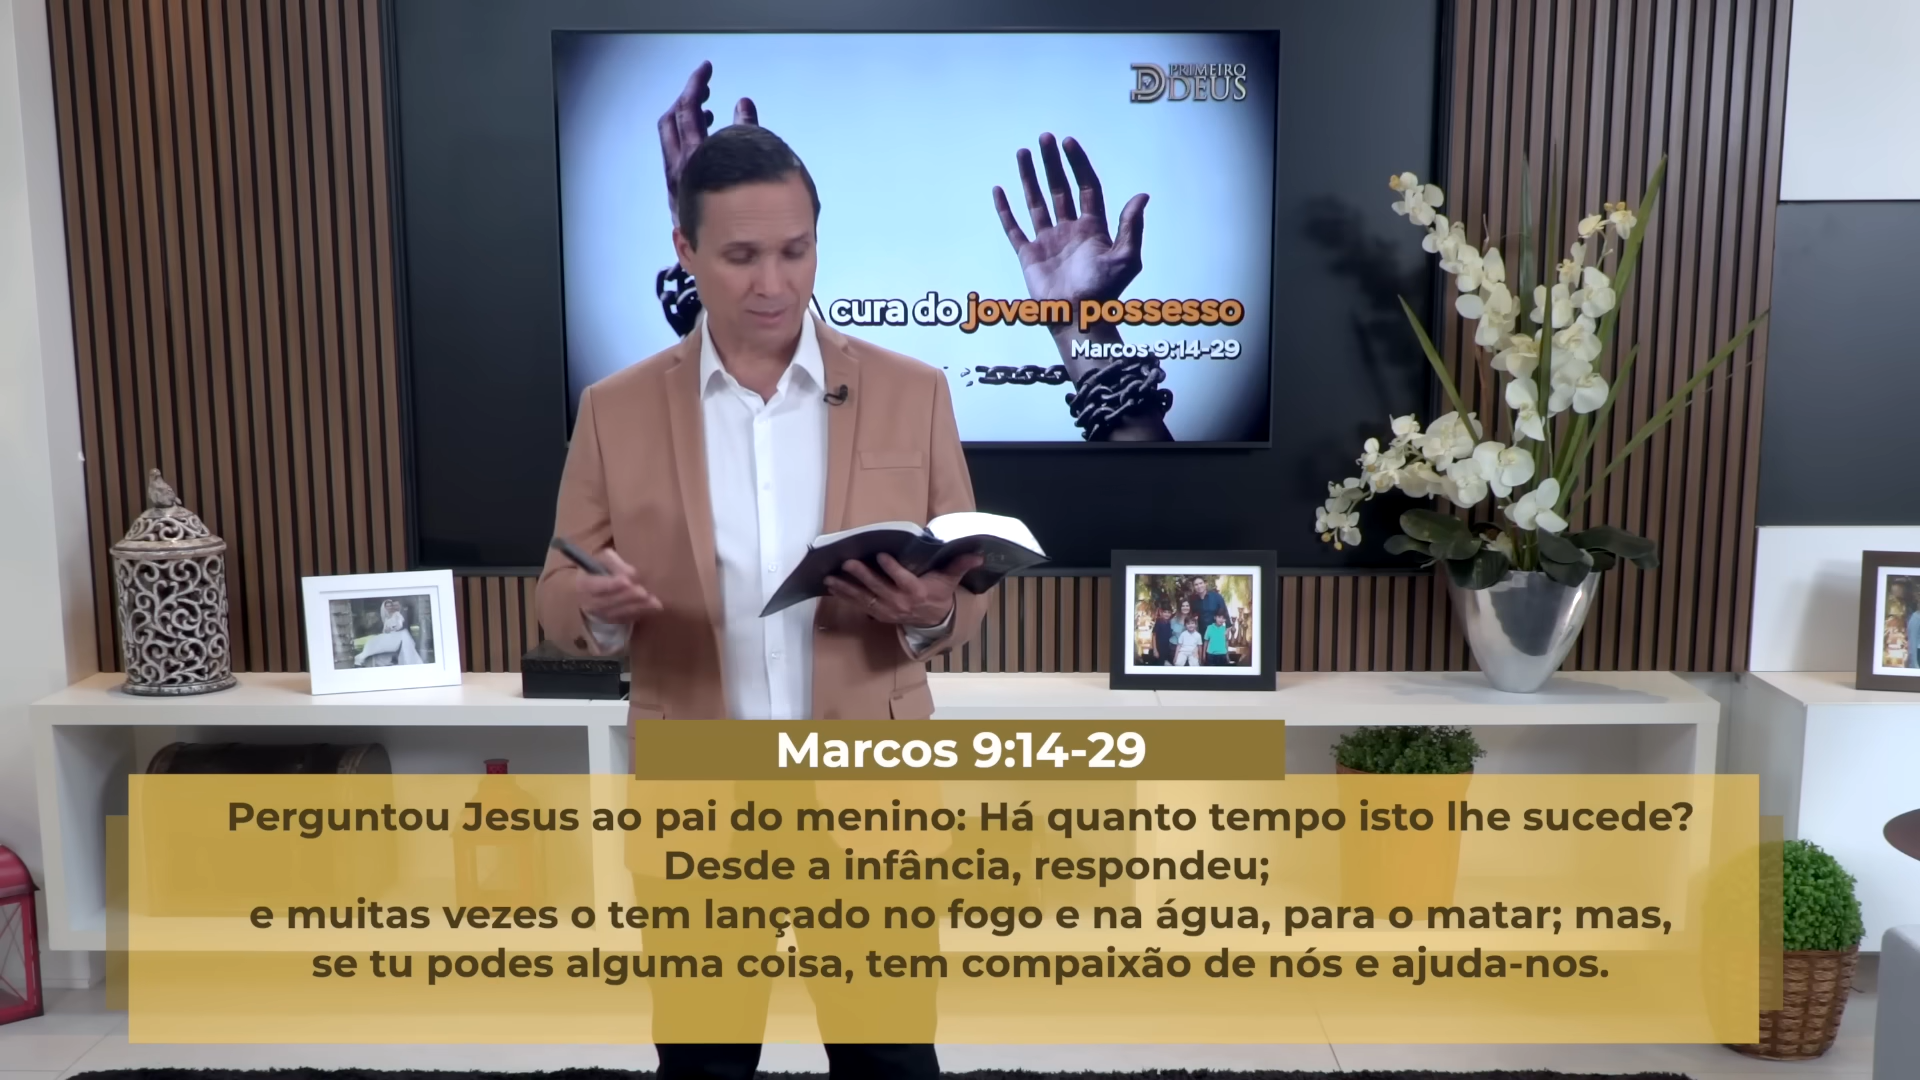 PRIMEIRO
DEUS
A cura do jovem possesso
Marcos 9:14-29
Marcos 9:14-29
Perguntou Jesus ao pai do menino: Há quanto tempo isto lhe sucede?
Desde a infância, respondeu;
e muitas vezes o tem lançado no fogo e na água, para o matar; mas,
se tu podes alguma coisa, tem compaixão de nós e ajuda-nos.